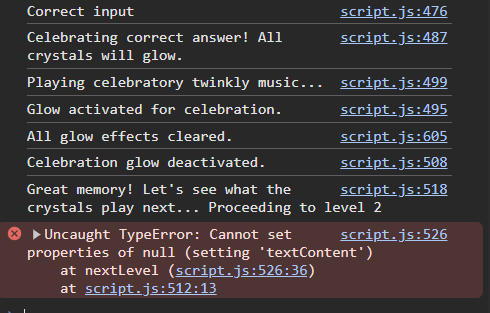 Correct input script.js:476
Celebrating correct answer! All script.js:487
crystals will glow.
Playing celebratory twinkly music... script.js:499
Glow activated for celebration. script.js:495
All glow effects cleared. script.js:605
Celebration glow deactivated. script.js:508
Great memory! Let's see what the script.js:518
crystals play next... Proceeding to level 2
Uncaught TypeError: Cannot set script.js:526
properties of null (setting 'textContent')
at nextLevel (script.js:526:36)
at script.js:512:13